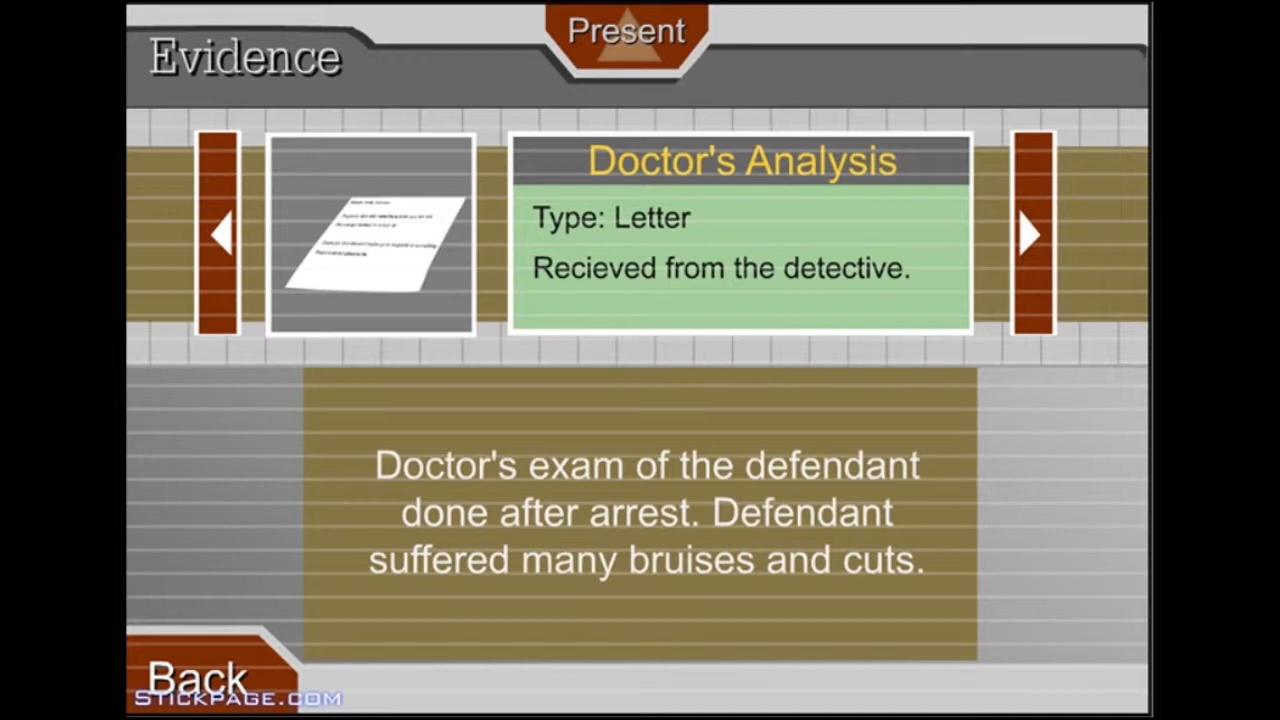 Evidence
Present
Doctor's Analysis
Type: Letter
Recieved from the detective.
Doctor's exam of the defendant
done after arrest. Defendant
suffered many bruises and cuts.
Back
STICKPAGE.COM